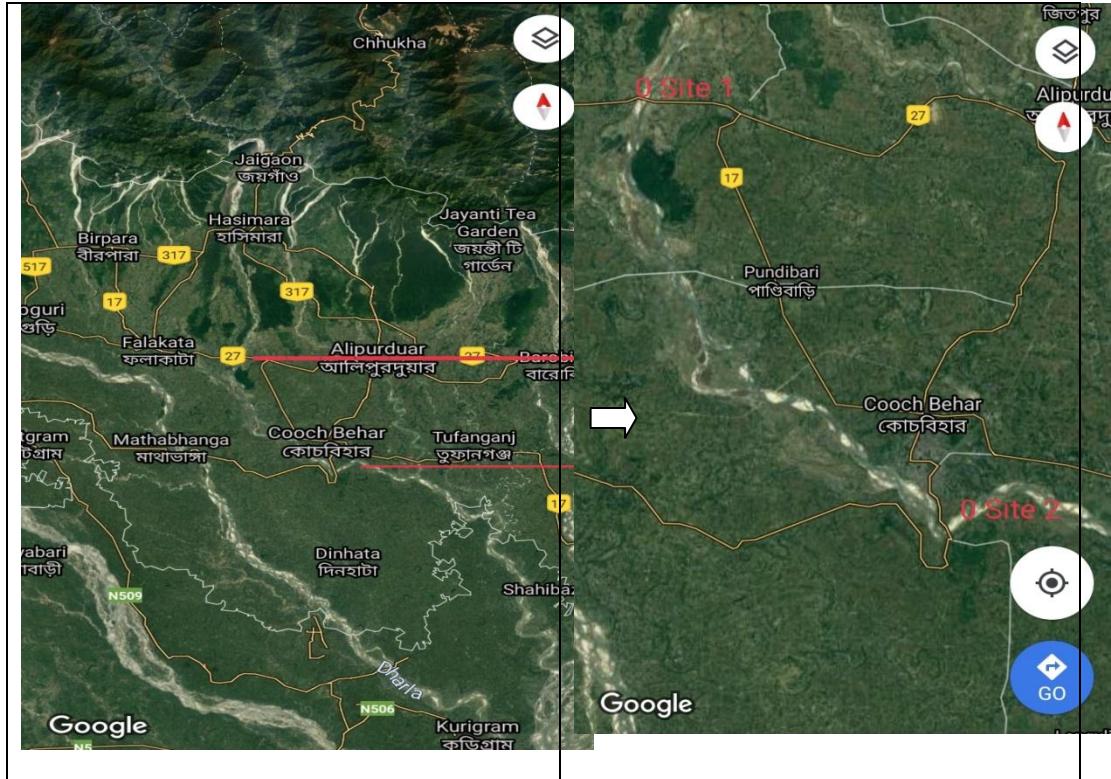 Chhukha
Jaigaon
জয়গাঁও
Hasimara
হাসিমারা
Jayanti Tea
Garden
জয়ন্তী টি
গার্ডেন
Birpara
বীরপাড়া
317
517
17
317
Falakata
ফলাকাটা
27
Alipurduar
আলিপুরদুয়ার
27
Mathabhanga
মাথাভাঙ্গা
Cooch Behar
কোচবিহার
Tufanganj
তুফানগঞ্জ
17
Dinhata
দিনহাটা
N509
Dharla
N506
Google
Kurigram
কুড়িগ্রাম
N5
জিতপুর
0 Site 1
27
17
Pundibari
পাণ্ডিবাড়ি
Cooch Behar
কোচবিহার
0 Site 2
GO
Google